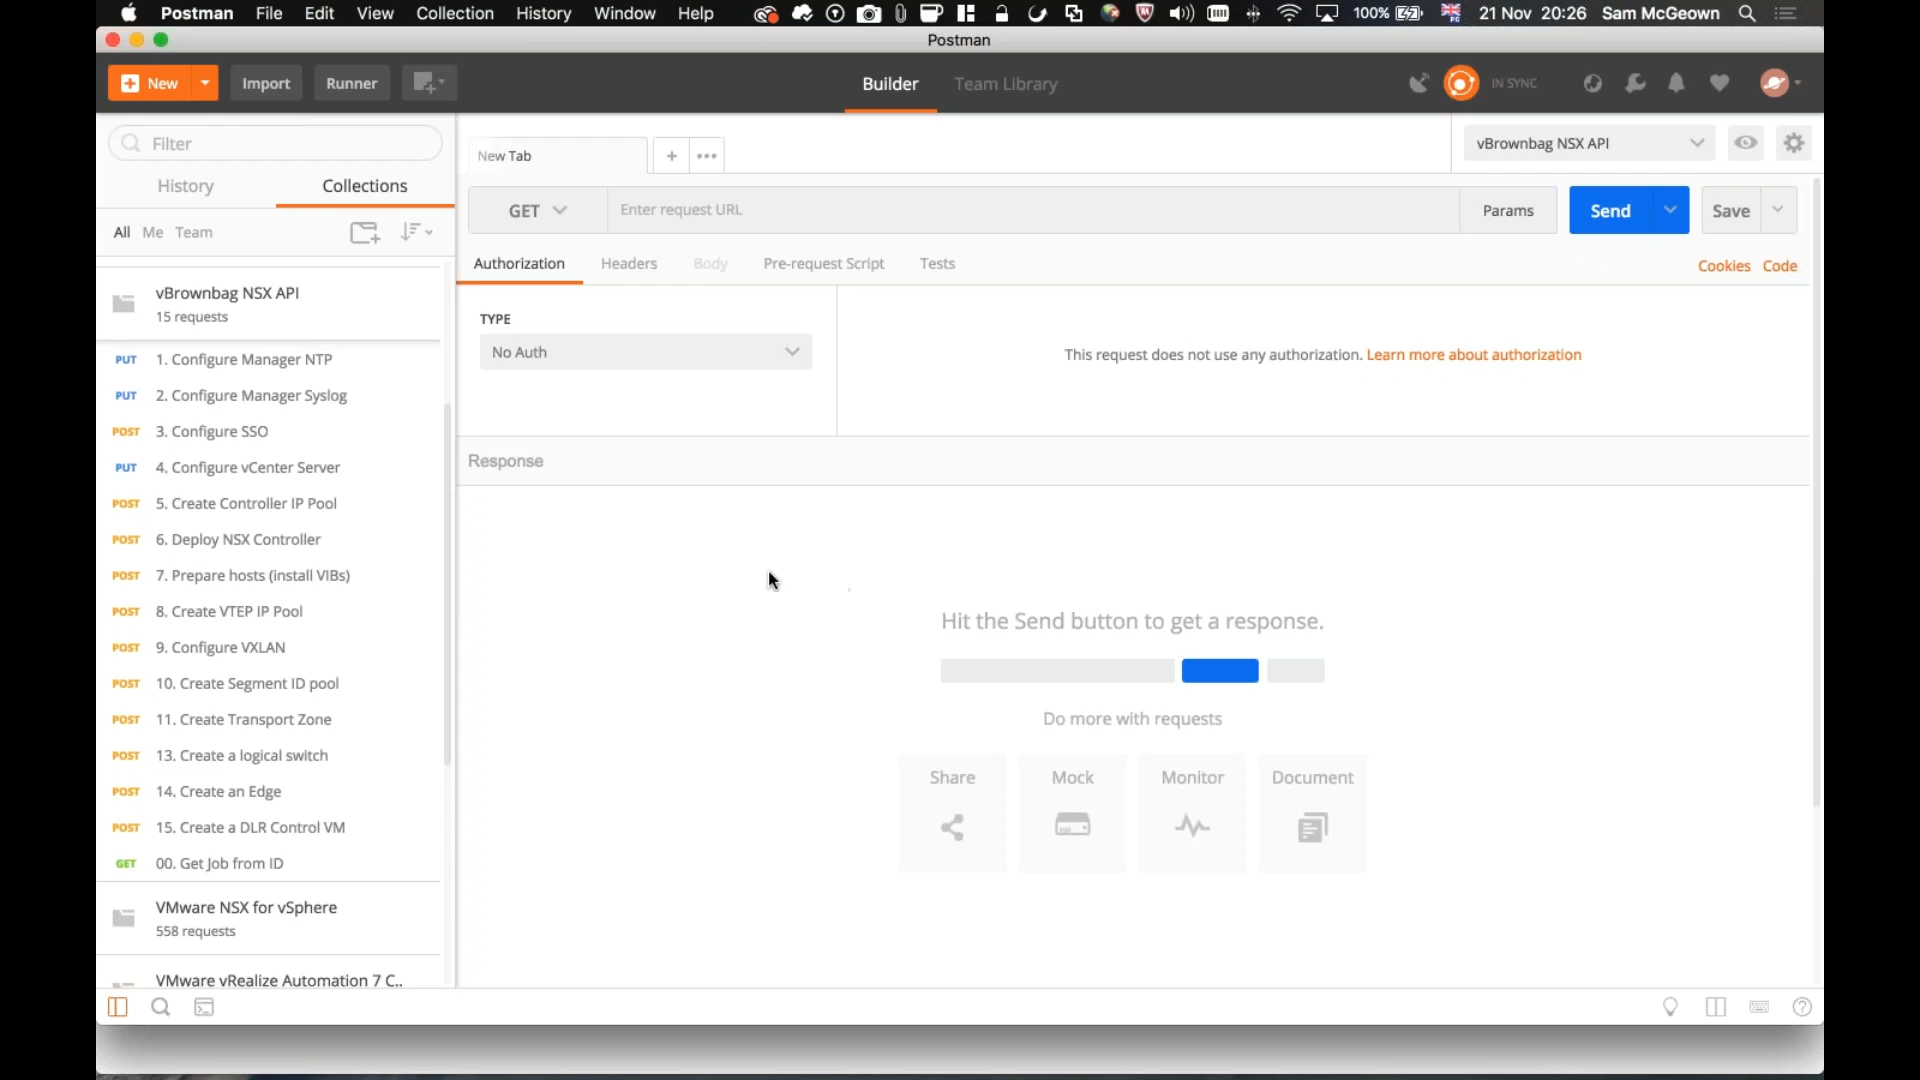 Postman File Edit View Collection History Window Help 100% 21 Nov 20:26 Sam McGeown
Postman
New Import Runner Builder Team Library IN SYNC
Filter
History Collections
All Me Team
vBrownbag NSX API
15 requests
PUT 1. Configure Manager NTP
PUT 2. Configure Manager Syslog
POST 3. Configure SSO
PUT 4. Configure vCenter Server
POST 5. Create Controller IP Pool
POST 6. Deploy NSX Controller
POST 7. Prepare hosts (install VIBs)
POST 8. Create VTEP IP Pool
POST 9. Configure VXLAN
POST 10. Create Segment ID pool
POST 11. Create Transport Zone
POST 13. Create a logical switch
POST 14. Create an Edge
POST 15. Create a DLR Control VM
GET 00. Get Job from ID
VMware NSX for vSphere
558 requests
VMware vRealize Automation 7 C..
New Tab
vBrownbag NSX API
GET Enter request URL Params Send Save
Authorization Headers Body Pre-request Script Tests Cookies Code
TYPE
No Auth
This request does not use any authorization. Learn more about authorization
Response
Hit the Send button to get a response.
Do more with requests
Share Mock Monitor Document